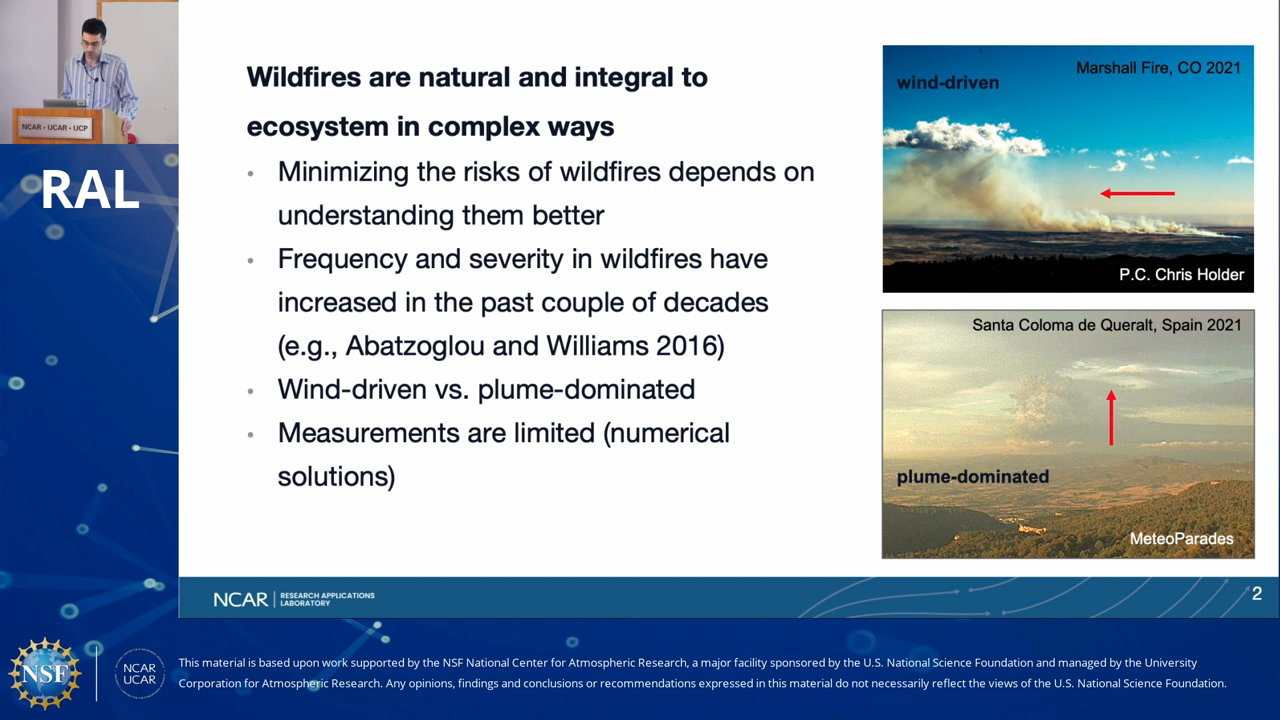 NCAR • UCAR • UCP
RAL
Wildfires are natural and integral to
ecosystem in complex ways
• Minimizing the risks of wildfires depends on
understanding them better
• Frequency and severity in wildfires have
increased in the past couple of decades
(e.g., Abatzoglou and Williams 2016)
• Wind-driven vs. plume-dominated
• Measurements are limited (numerical
solutions)
Marshall Fire, CO 2021
wind-driven
P.C. Chris Holder
Santa Coloma de Queralt, Spain 2021
plume-dominated
MeteoParades
NCAR | RESEARCH APPLICATIONS
LABORATORY
2
NSF
NCAR
UCAR
This material is based upon work supported by the NSF National Center for Atmospheric Research, a major facility sponsored by the U.S. National Science Foundation and managed by the University
Corporation for Atmospheric Research. Any opinions, findings and conclusions or recommendations expressed in this material do not necessarily reflect the views of the U.S. National Science Foundation.